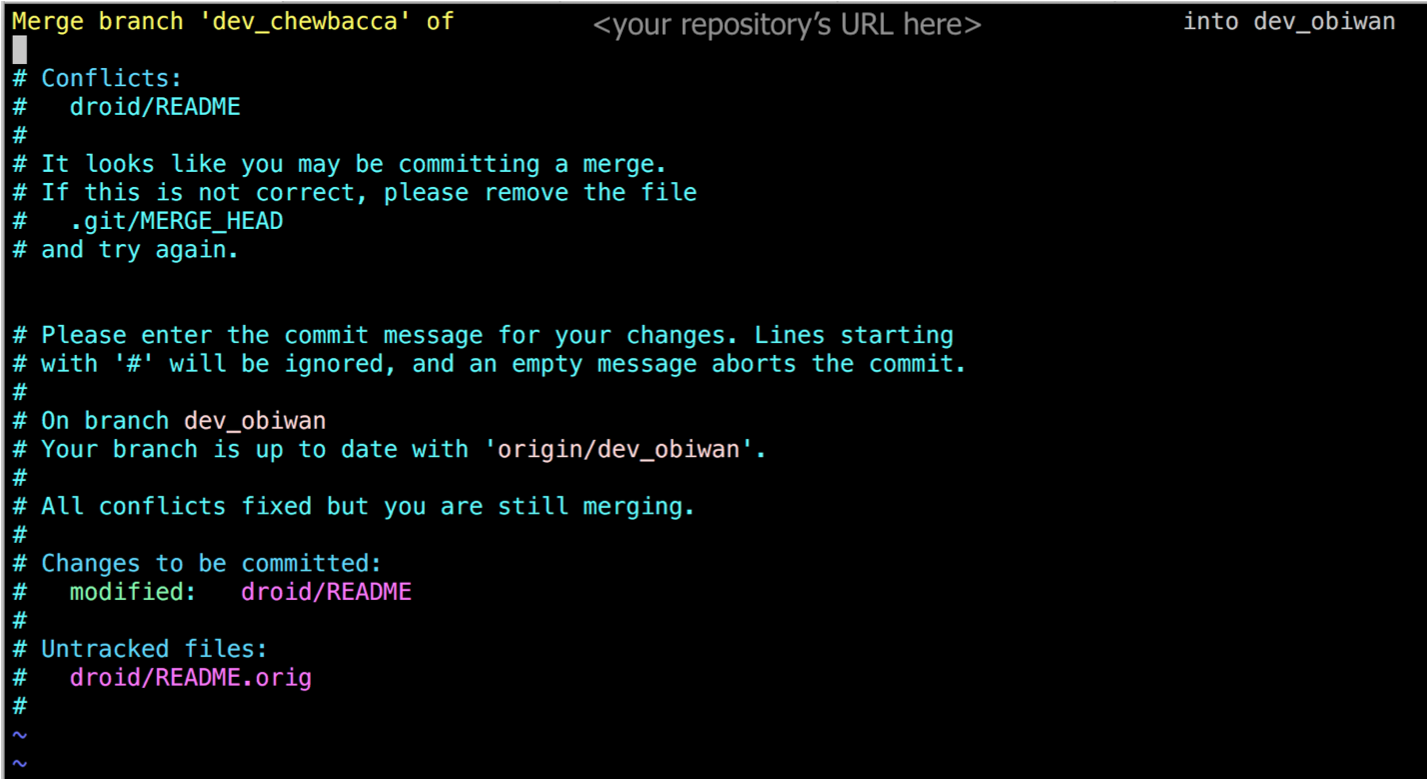 Merge branch 'dev_chewbacca' of <your repository's URL here> into dev_obiwan
# Conflicts:
#   droid/README
#
# It looks like you may be committing a merge.
# If this is not correct, please remove the file
#   .git/MERGE_HEAD
# and try again.
# Please enter the commit message for your changes. Lines starting
# with '#' will be ignored, and an empty message aborts the commit.
#
# On branch dev_obiwan
# Your branch is up to date with 'origin/dev_obiwan'.
#
# All conflicts fixed but you are still merging.
#
# Changes to be committed:
#   modified:   droid/README
#
# Untracked files:
#   droid/README.orig
#
~
~